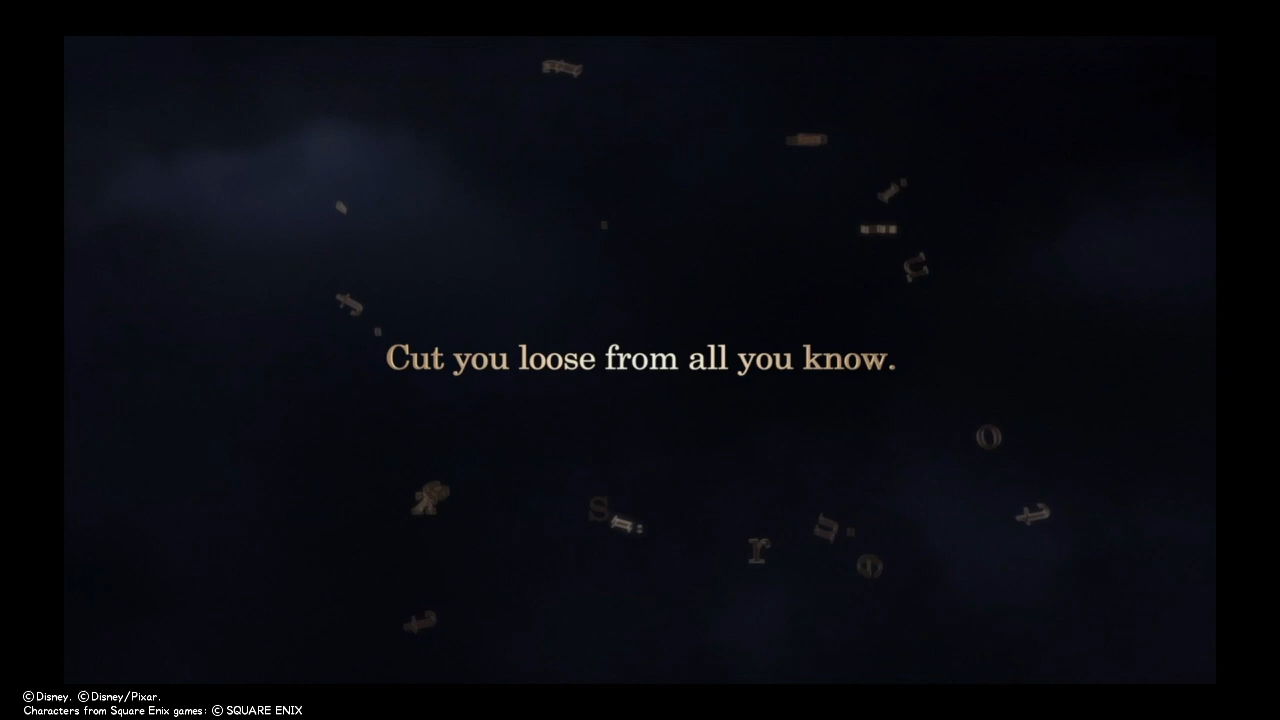 Cut you loose from all you know.
©Disney. ©Disney/Pixar.
Characters from Square Enix games: © SQUARE ENIX